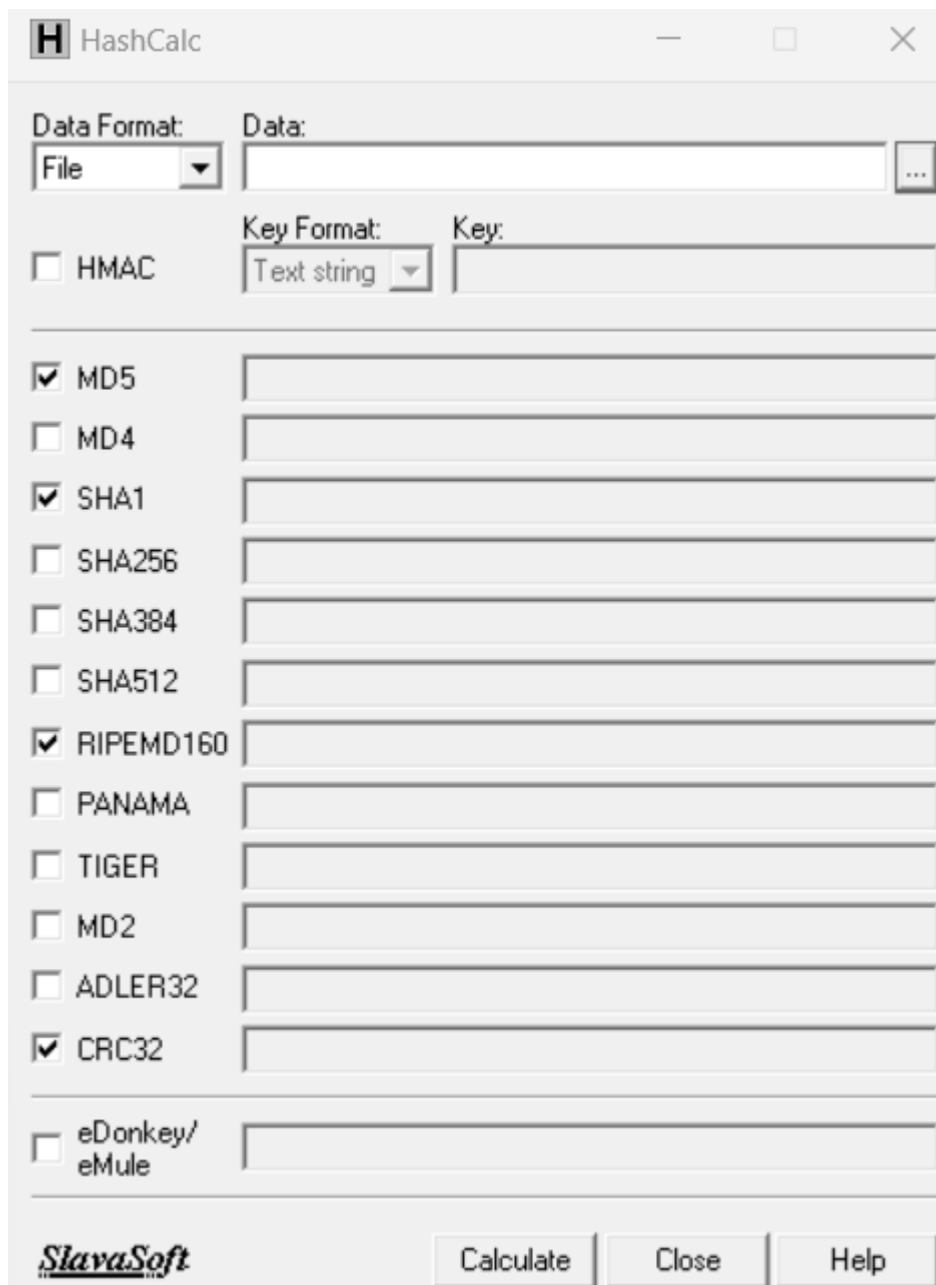 H HashCalc
Data Format: Data:
File ...
Key Format: Key:
HMAC Text string
MD5
MD4
SHA1
SHA256
SHA384
SHA512
RIPEMD160
PANAMA
TIGER
MD2
ADLER32
CRC32
eDonkey/
eMule
SlavaSoft Calculate Close Help